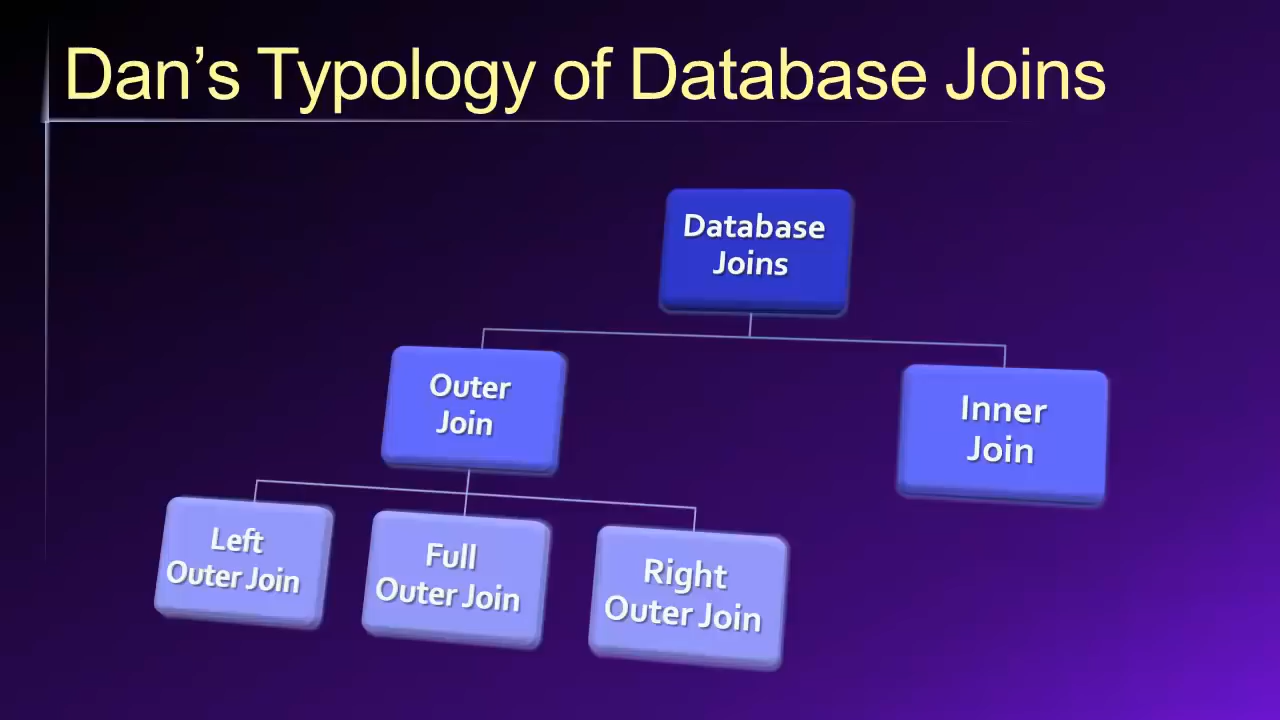 Dan’s Typology of Database Joins
Database
Joins
Outer
Join
Inner
Join
Left
Outer Join
Full
Outer Join
Right
Outer Join